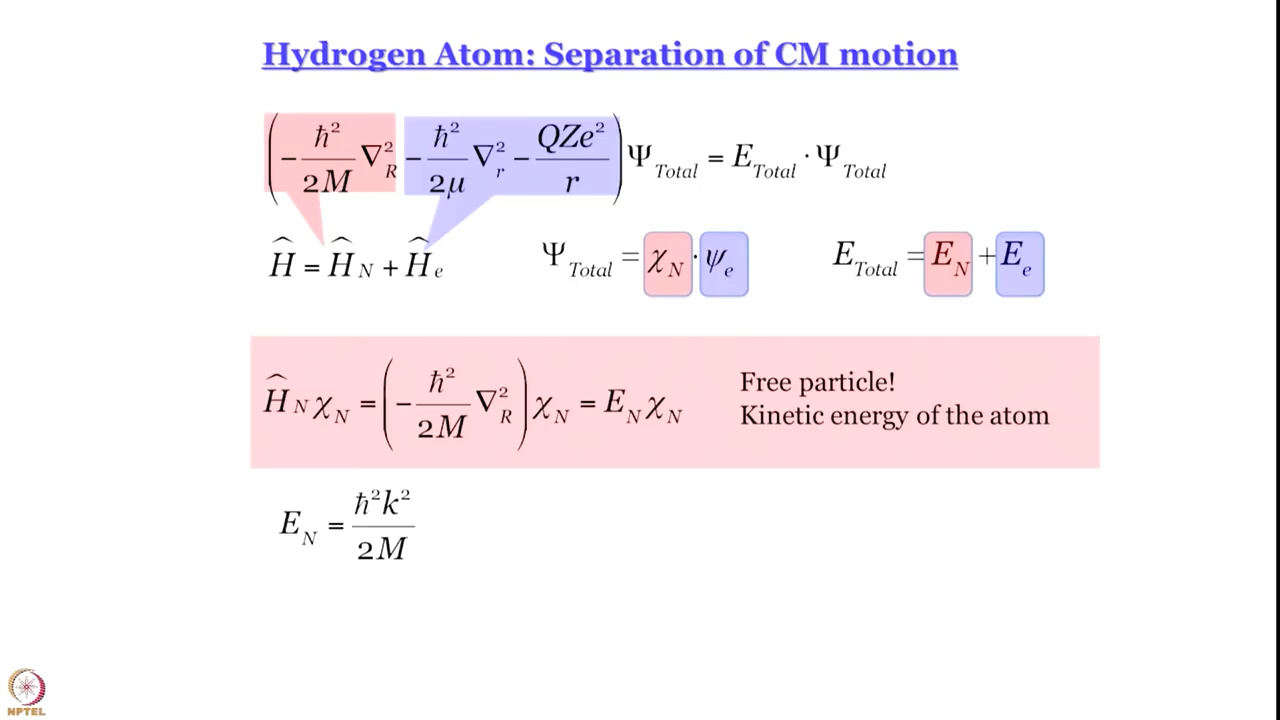 Hydrogen Atom: Separation of CM motion
(−ħ²/2M ∇²_R − ħ²/2μ ∇²_r − QZe²/r) Ψ_Total = E_Total · Ψ_Total
Ĥ = Ĥ_N + Ĥ_e    Ψ_Total = χ_N · ψ_e    E_Total = E_N + E_e
Ĥ_N χ_N = (−ħ²/2M ∇²_R) χ_N = E_N χ_N
Free particle!
Kinetic energy of the atom
E_N = ħ²k²/2M
NPTEL